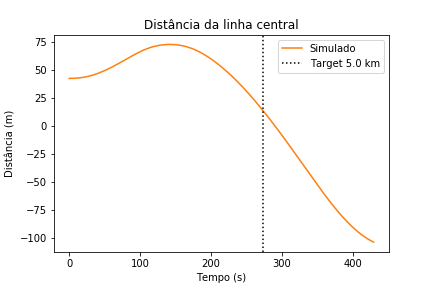 Distância da linha central
Simulado
Target 5.0 km
Distância (m)
75
50
25
0
−25
−50
−75
−100
0 100 200 300 400
Tempo (s)